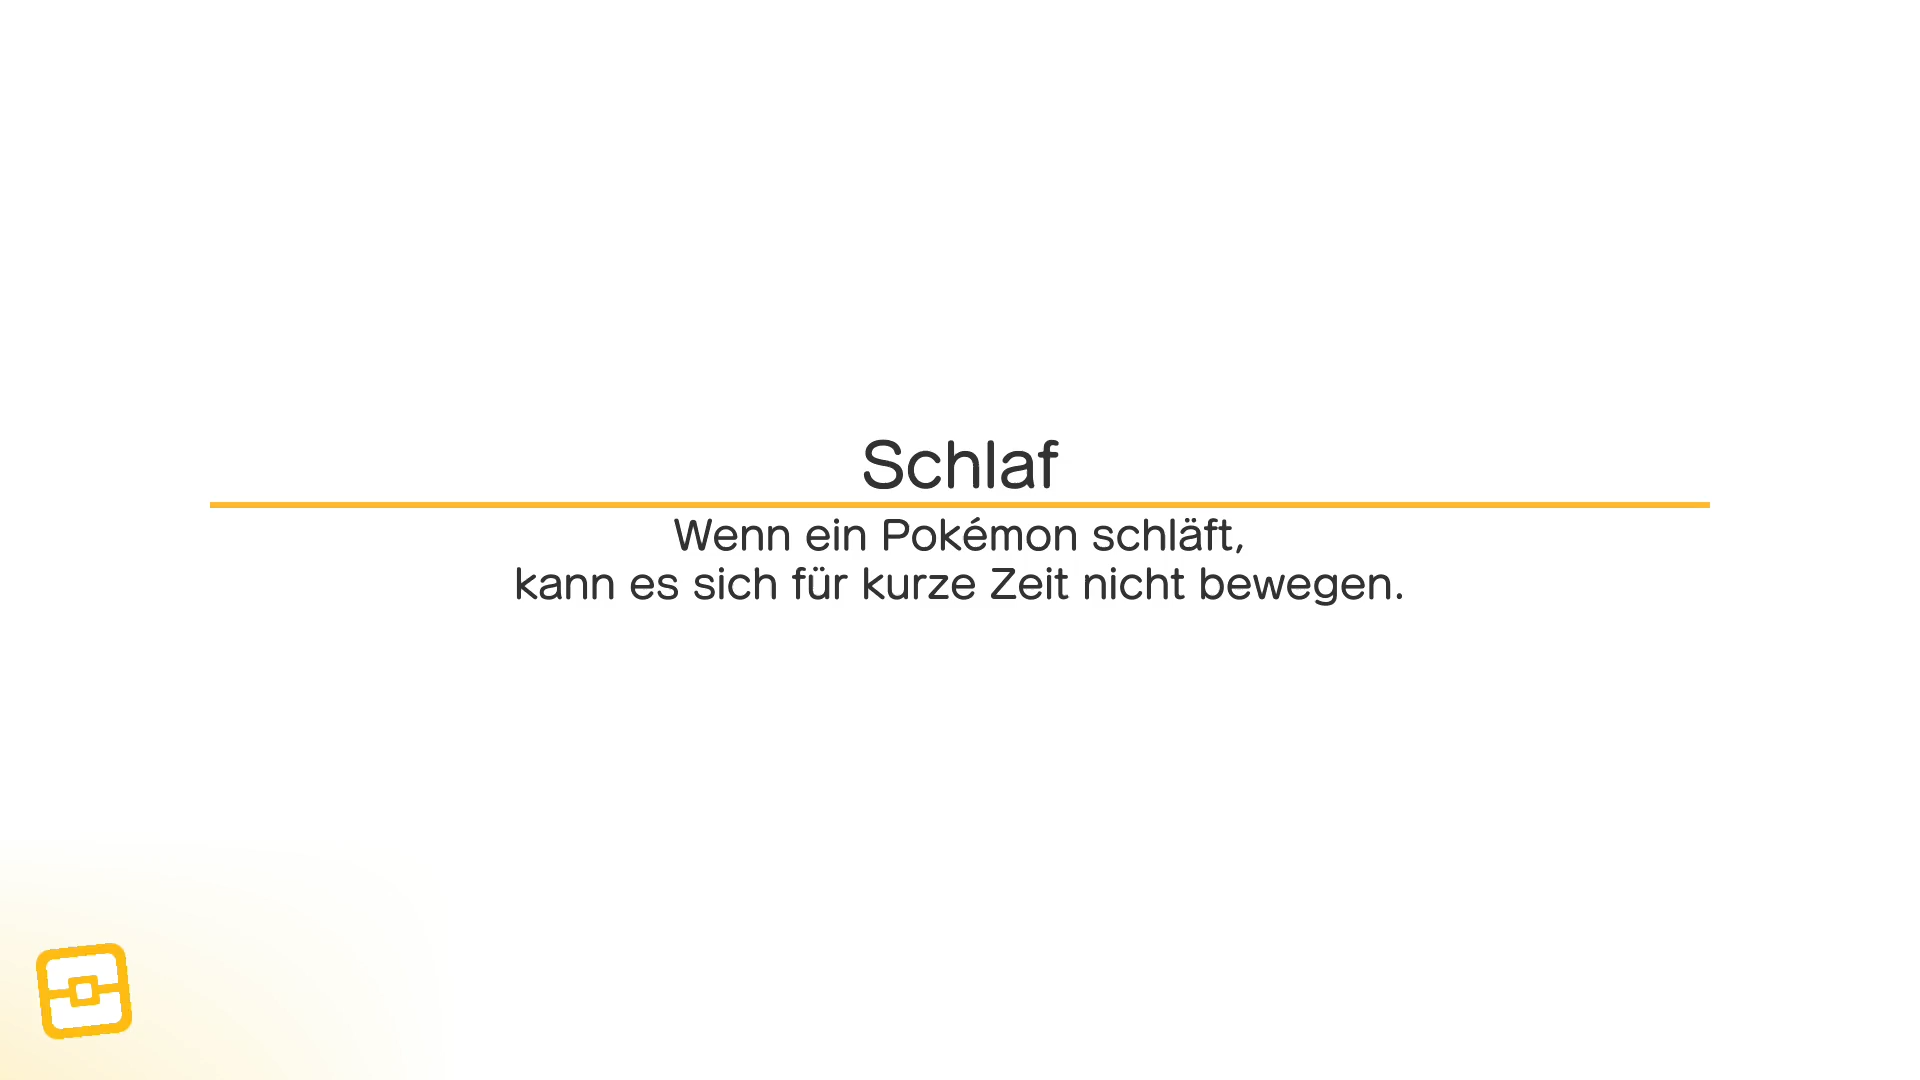 Schlaf
Wenn ein Pokémon schläft,
kann es sich für kurze Zeit nicht bewegen.